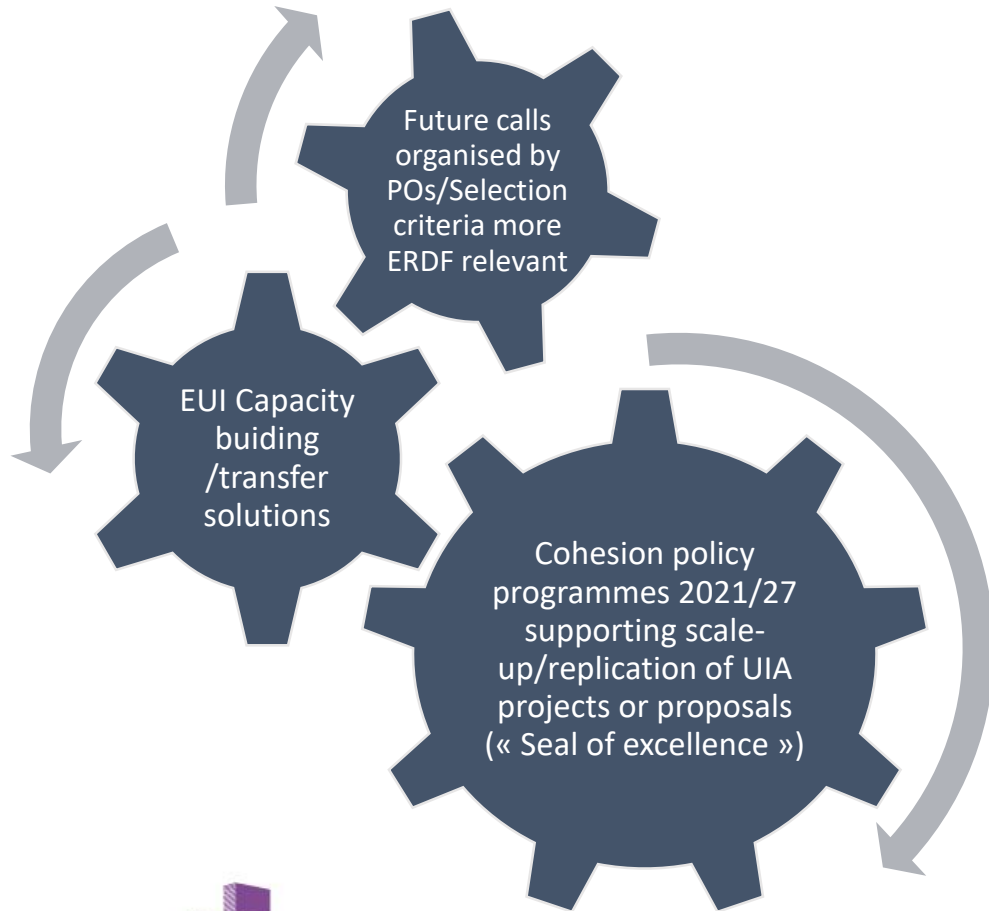 Future calls
organised by
POs/Selection
criteria more
ERDF relevant
EUI Capacity
buiding
/transfer
solutions
Cohesion policy
programmes 2021/27
supporting scale-
up/replication of UIA
projects or proposals
(« Seal of excellence »)